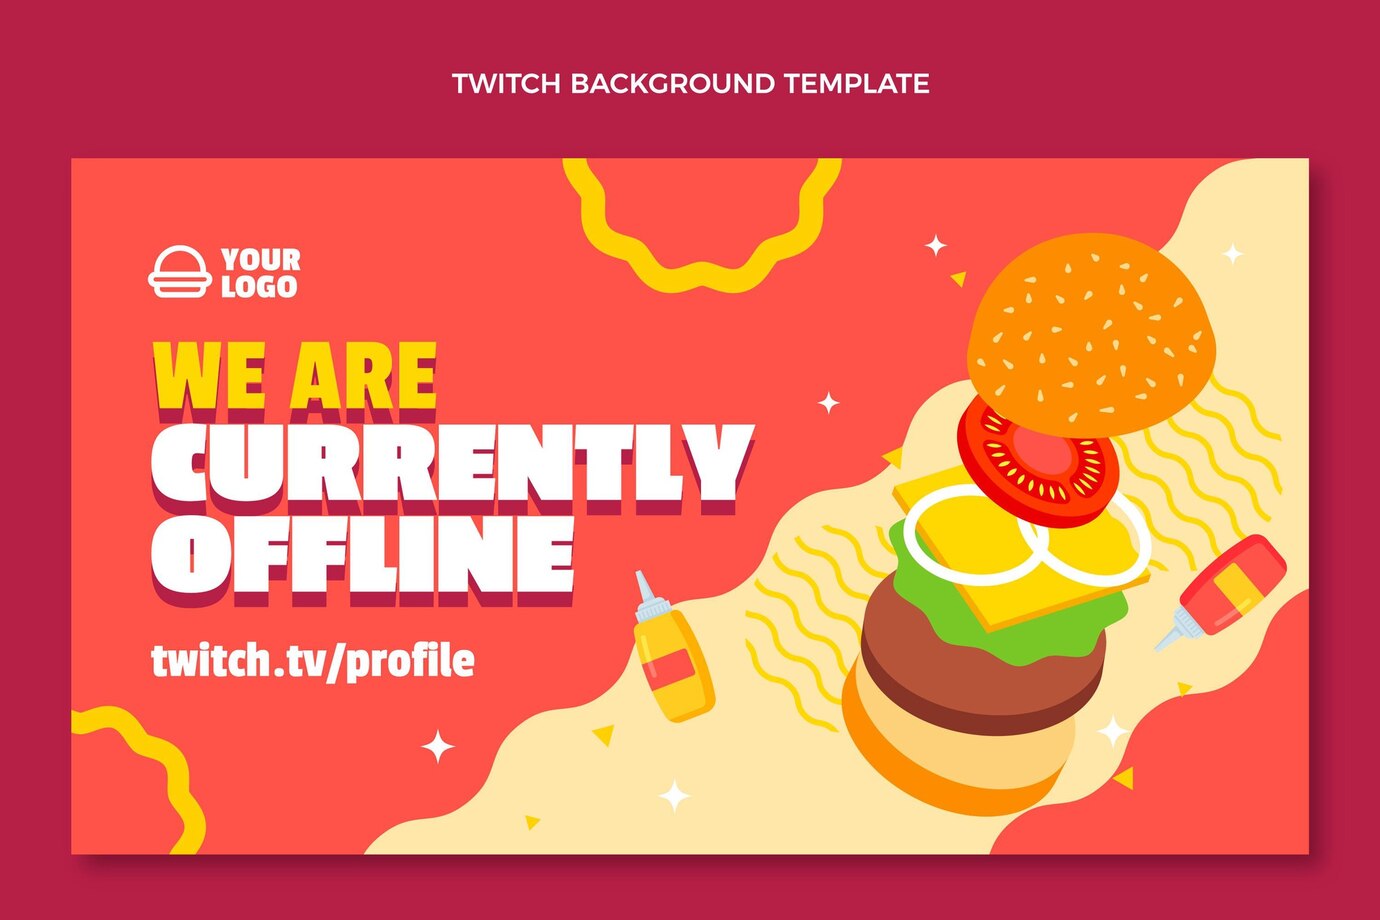 TWITCH BACKGROUND TEMPLATE
YOUR
LOGO
WE ARE
CURRENTLY
OFFLINE
twitch.tv/profile